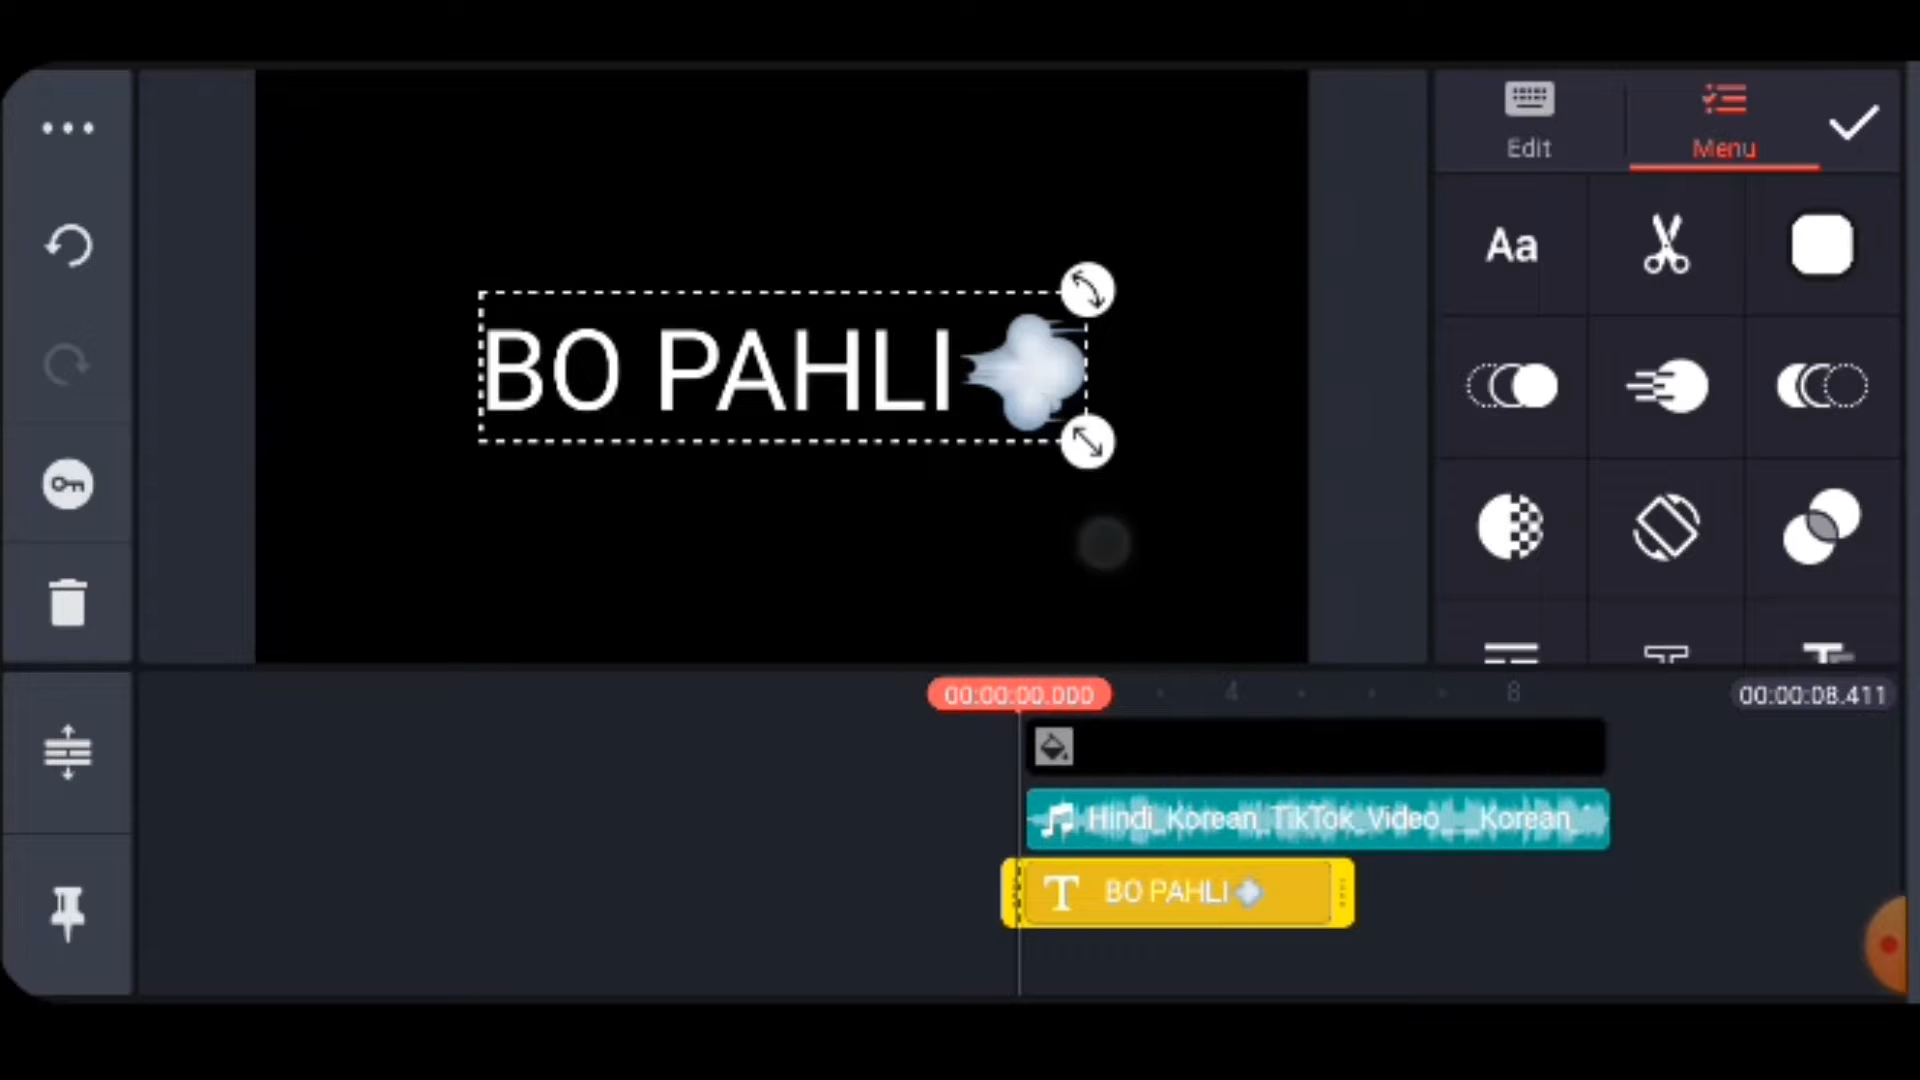 Edit
Menu
Aa
BO PAHLI💨
00:00:00.000
4
8
00:00:08.411
Hindi_Korean_TikTok_Video__Korean_
T BO PAHLI💨